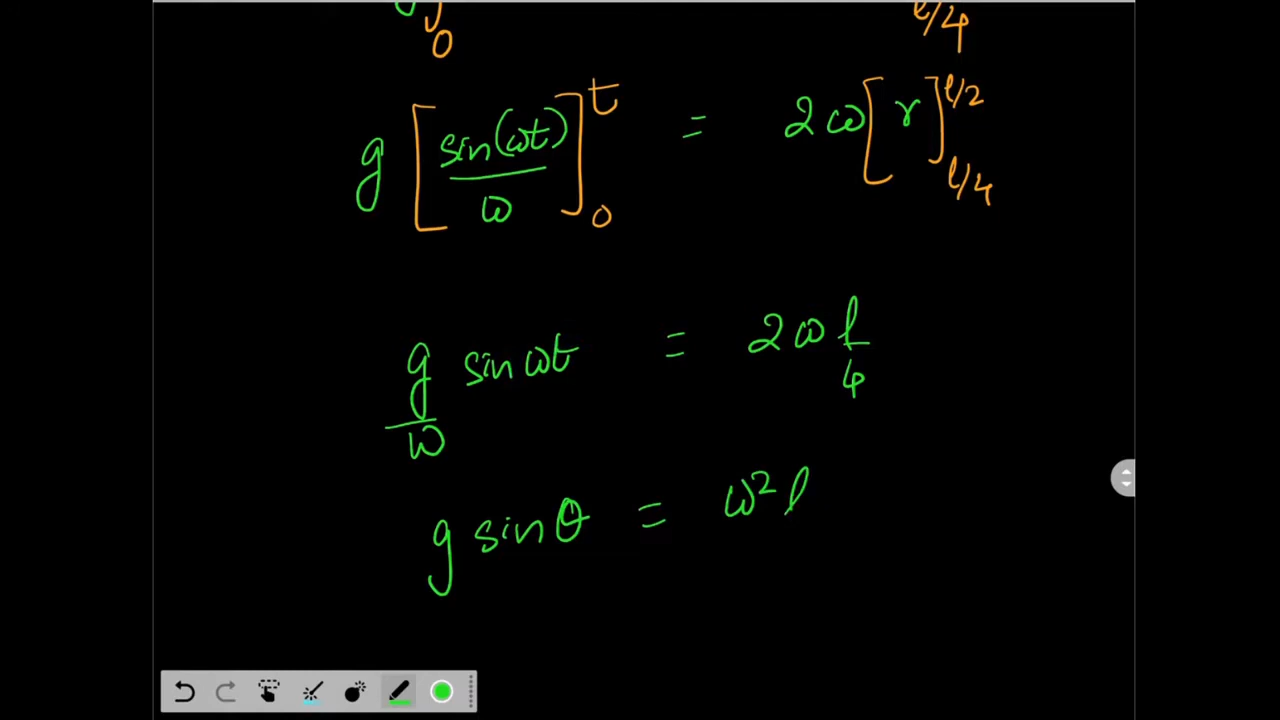 0 l/4
g [ sin(ωt) / ω ]₀ᵗ = 2ω [ r ]_{l/4}^{l/2}
g/ω sin ωt = 2ω l/4
g sin θ = ω² l